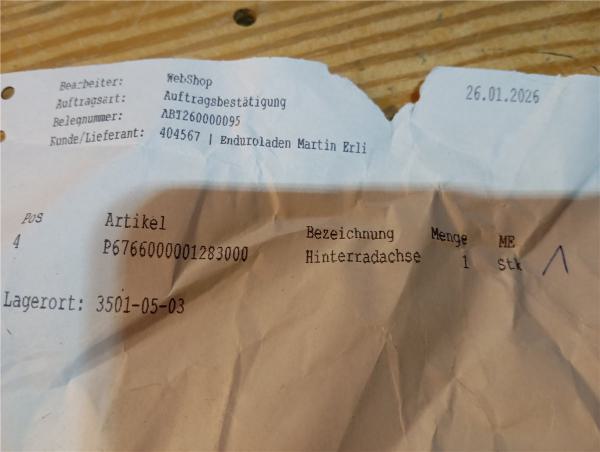 Bearbeiter: WebShop
Auftragsart: Auftragsbestätigung
Belegnummer: ABT260000095
Kunde/Lieferant: 404567 | Enduroladen Martin Erli
26.01.2026
Pos Artikel Bezeichnung Menge ME
4 P6766000001283000 Hinterradachse 1 Stk
Lagerort: 3501-05-03